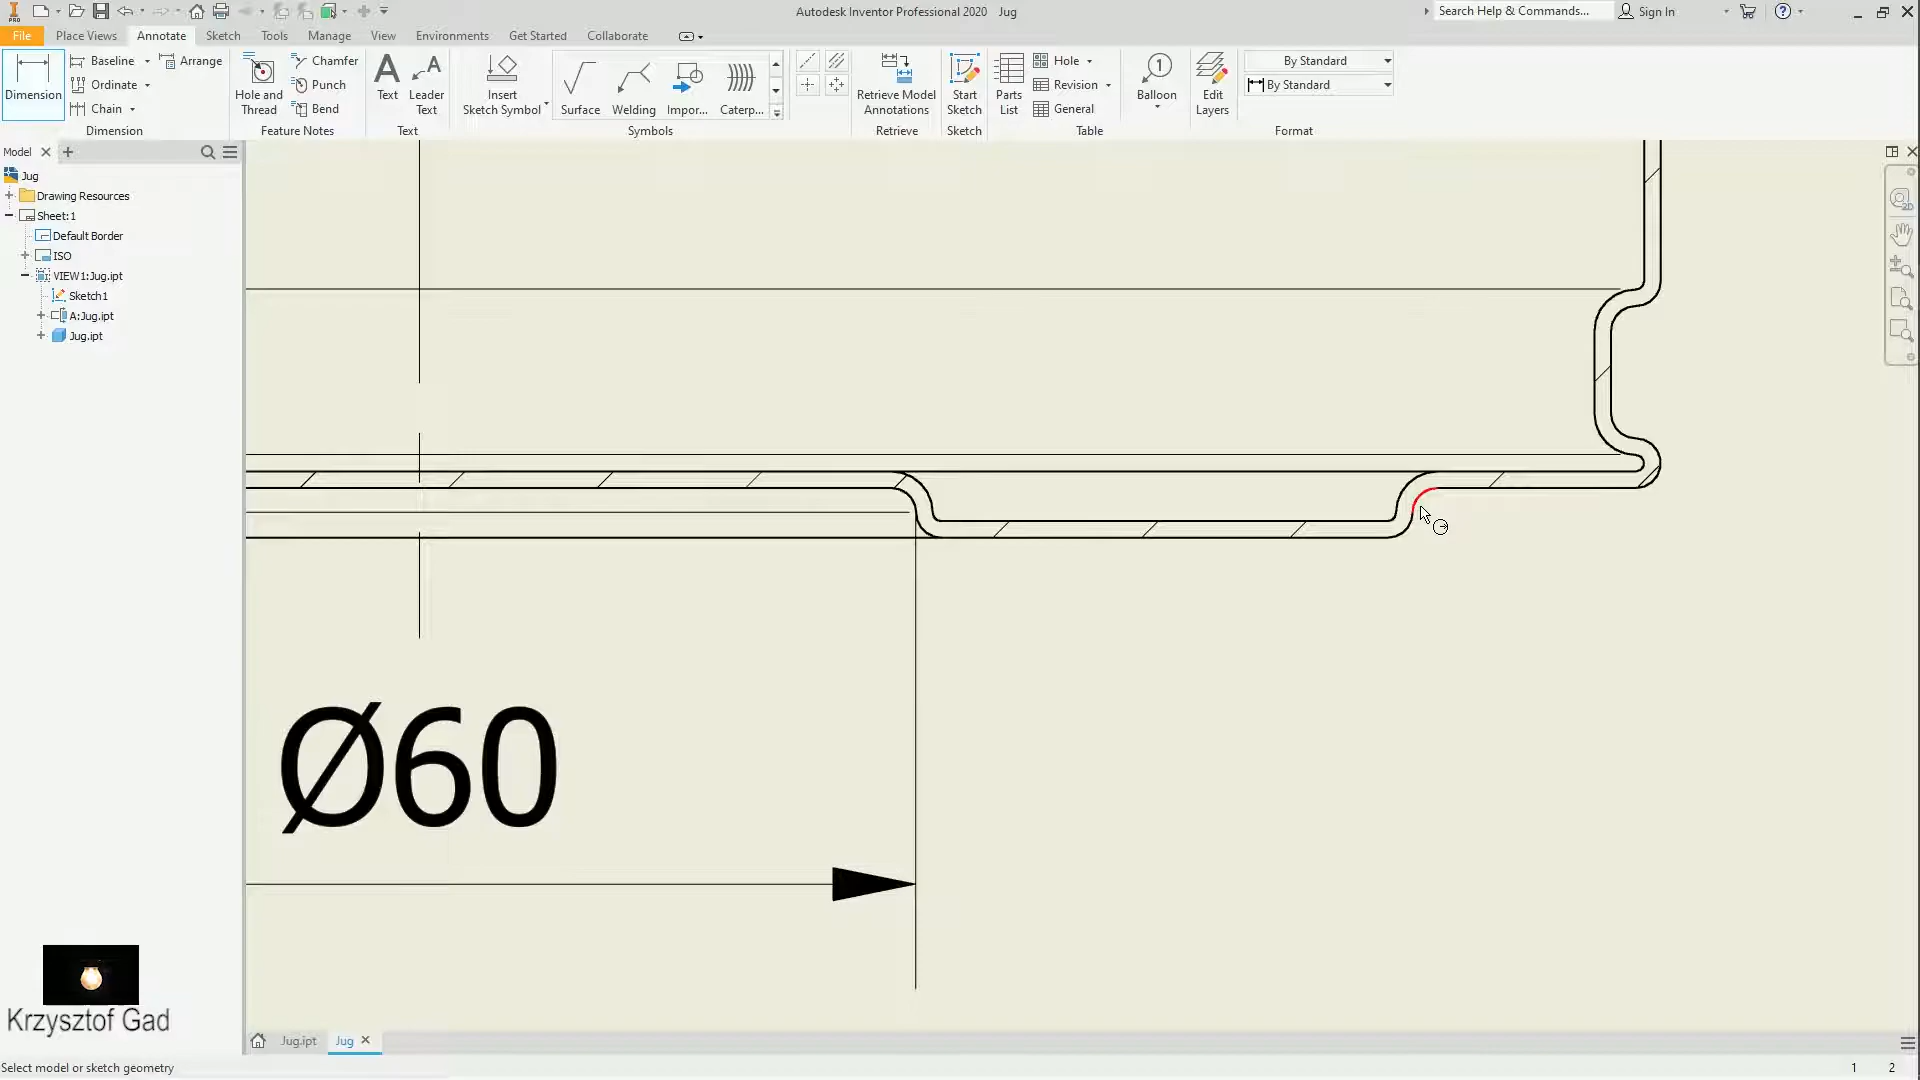 Autodesk Inventor Professional 2020 Jug
Search Help & Commands...
Sign In
PRO
File
Place Views
Annotate
Sketch
Tools
Manage
View
Environments
Get Started
Collaborate
Dimension
Baseline
Arrange
Ordinate
Chain
Dimension
Hole and
Thread
Chamfer
Punch
Bend
Feature Notes
Text
Leader
Text
Text
Insert
Sketch Symbol
Surface
Welding
Impor...
Caterp...
Symbols
Retrieve Model
Annotations
Retrieve
Start
Sketch
Sketch
Parts
List
Hole
Revision
General
Table
1
Balloon
Edit
Layers
By Standard
By Standard
Format
Model
Jug
Drawing Resources
Sheet:1
Default Border
ISO
VIEW1:Jug.ipt
Sketch1
A:Jug.ipt
Jug.ipt
2D
Ø60
Krzysztof Gad
Jug.ipt
Jug
Select model or sketch geometry
1 2